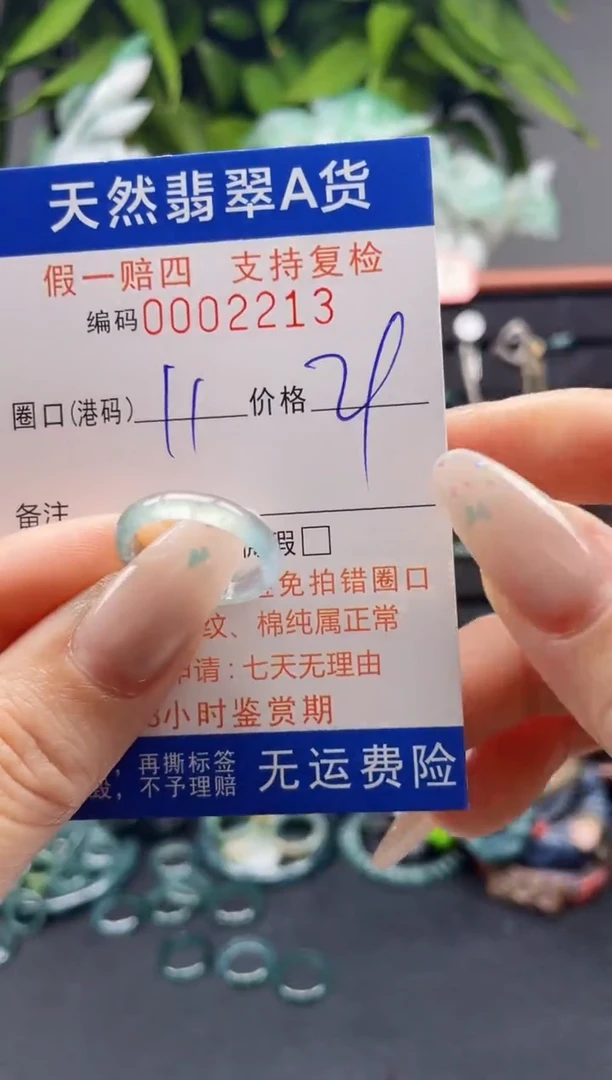 天然翡翠A货
假一赔四 支持复检
编码0002213
圈口(港码) 11 价格 24
备注
假□
免拍错圈口
纹、棉纯属正常
申请:七天无理由
小时鉴赏期
,再撕标签
毁,不予理赔
无运费险